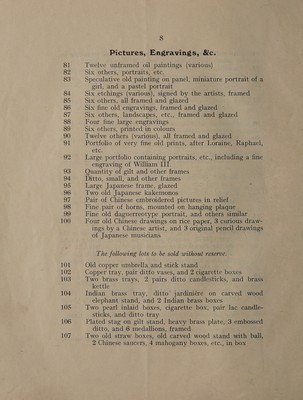 8
Pictures, Engravings, &c.
81 Twelve unframed oil paintings (various)
82 Six others, portraits, etc.
83 Speculative old painting on panel, miniature portrait of a
girl, and a pastel portrait
84 Six etchings (various), signed by the artists, framed
85 Six others, all framed and glazed
86 Six fine old engravings, framed and glazed
87 Six others, landscapes, etc., framed and glazed
88 Four fine large engravings
89 Six others, printed in colours
90 Twelve others (various), all framed and glazed
91 Portfolio of very fine old prints, after Loraine, Raphael,
etc.
92 Large portfolio containing portraits, etc., including a fine
engraving of William III.
93 Quantity of gilt and other frames
94 Ditto, small, and other frames
95 Large Japanese frame, glazed
96 Two old Japanese kakemonos
97 Pair of Chinese embroidered pictures in relief
98 Fine pair of horns, mounted on hanging plaque
99 Fine old daguerreotype portrait, and others similar
100 Four old Chinese drawings on rice paper, 3 curious draw-
ings by a Chinese artist, and 3 original pencil drawings
of Japanese musicians
The following lots to be sold without reserve.
101 Old copper umbrella and stick stand
102 Copper tray, pair ditto vases, and 2 cigarette boxes
103 Two brass trays, 2 pairs ditto candlesticks, and brass
kettle
104 Indian brass tray, ditto jardinière on carved wood
elephant stand, and 2 Indian brass boxes
105 Two pearl inlaid boxes, cigarette box, pair lac candle-
sticks, and ditto tray
106 Plated stag on gilt stand, heavy brass plate, 3 embossed
ditto, and 6 medallions, framed
107 Two old straw boxes, old carved wood stand with ball,
2 Chinese saucers, 4 mahogany boxes, etc., in box